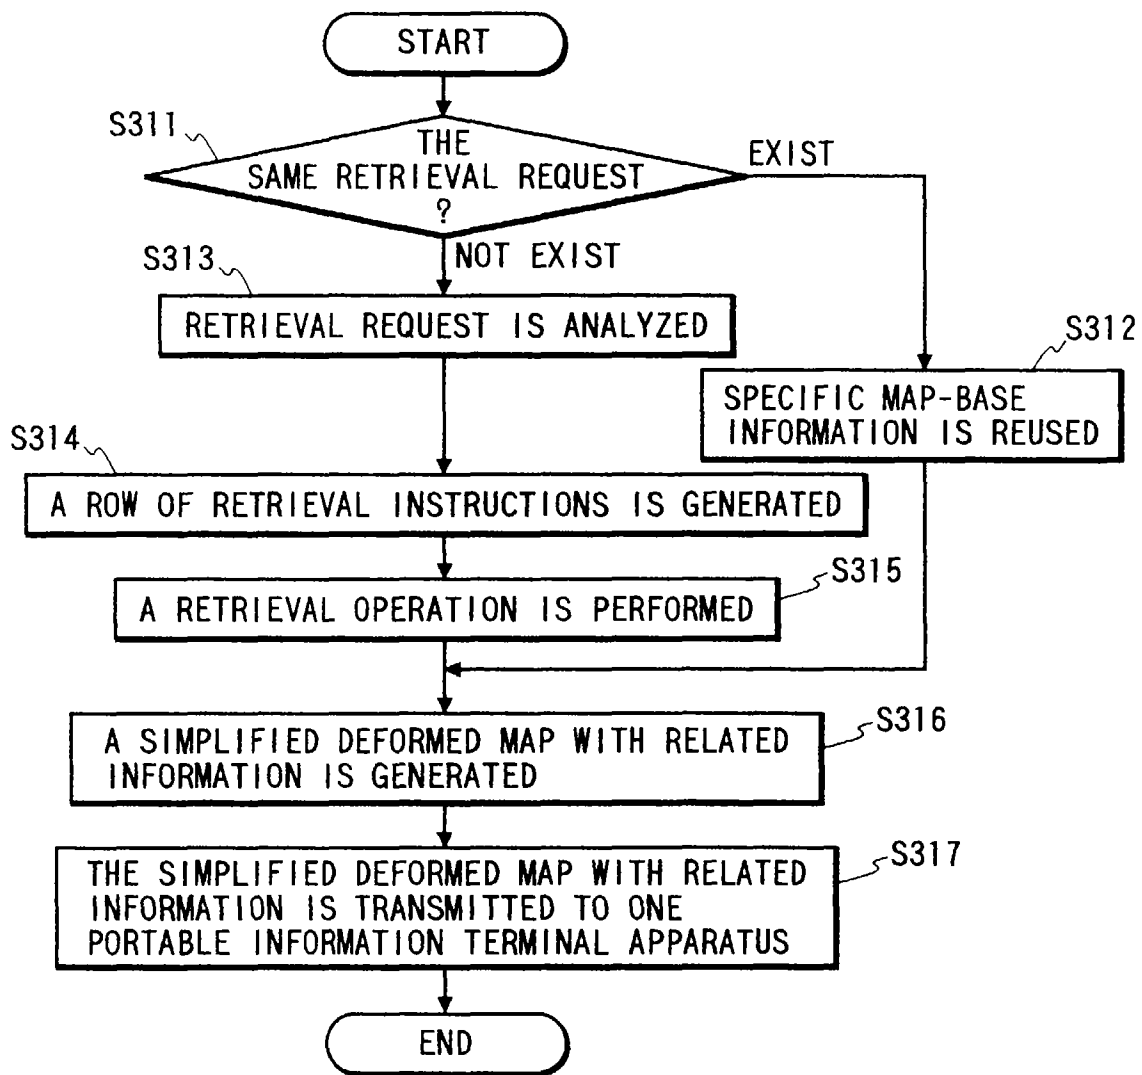 START
S311
THE
SAME RETRIEVAL REQUEST
?
EXIST
NOT EXIST
S313
RETRIEVAL REQUEST IS ANALYZED
S312
SPECIFIC MAP-BASE
INFORMATION IS REUSED
S314
A ROW OF RETRIEVAL INSTRUCTIONS IS GENERATED
S315
A RETRIEVAL OPERATION IS PERFORMED
S316
A SIMPLIFIED DEFORMED MAP WITH RELATED
INFORMATION IS GENERATED
S317
THE SIMPLIFIED DEFORMED MAP WITH RELATED
INFORMATION IS TRANSMITTED TO ONE
PORTABLE INFORMATION TERMINAL APPARATUS
END